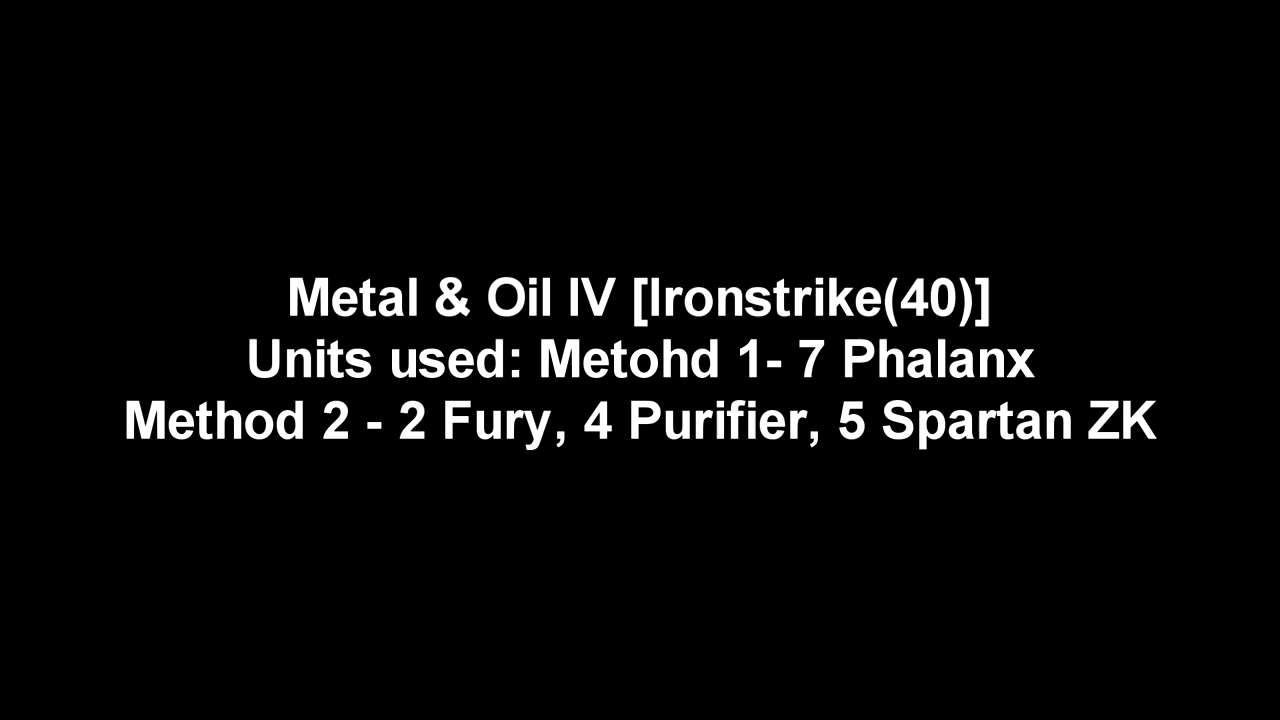 Metal & Oil IV [Ironstrike(40)]
Units used: Metohd 1- 7 Phalanx
Method 2 - 2 Fury, 4 Purifier, 5 Spartan ZK